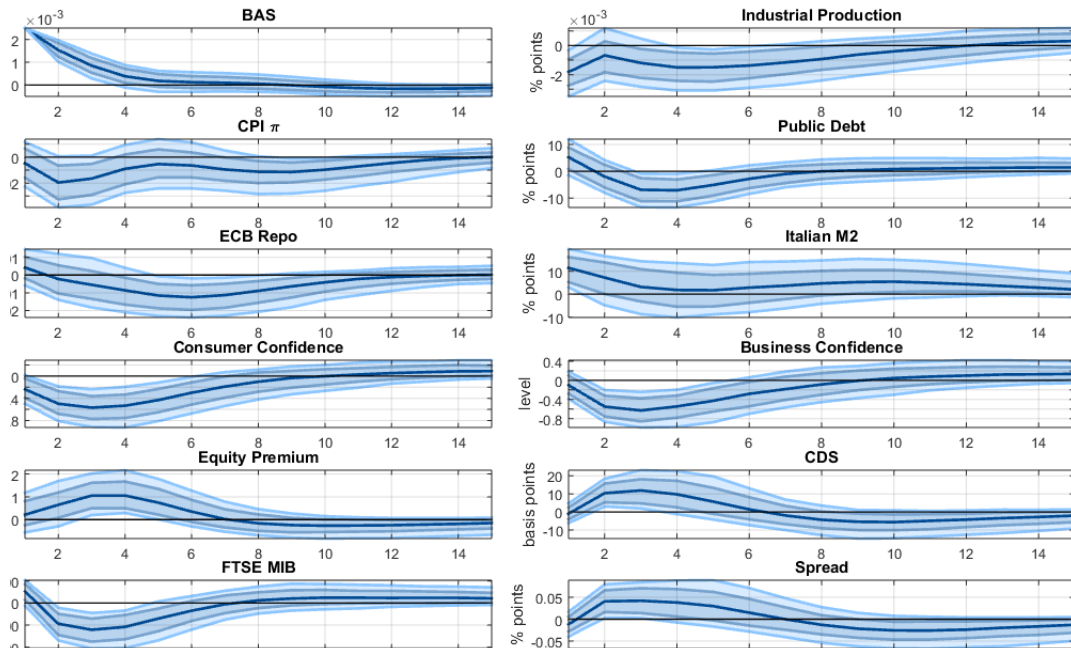 BAS
×10⁻³
2
0
2 4 6 8 10 12 14
Industrial Production
×10⁻³
0
-2
% points
2 4 6 8 10 12 14
CPI π
0
2
2 4 6 8 10 12 14
Public Debt
10
0
-10
% points
2 4 6 8 10 12 14
ECB Repo
1
0
1
2
2 4 6 8 10 12 14
Italian M2
10
0
-10
% points
2 4 6 8 10 12 14
Consumer Confidence
0
4
8
2 4 6 8 10 12 14
Business Confidence
0.4
0
-0.4
-0.8
level
2 4 6 8 10 12 14
Equity Premium
2
1
0
2 4 6 8 10 12 14
CDS
20
10
0
-10
basis points
2 4 6 8 10 12 14
FTSE MIB
0
0
0
Spread
0.05
0
-0.05
% points